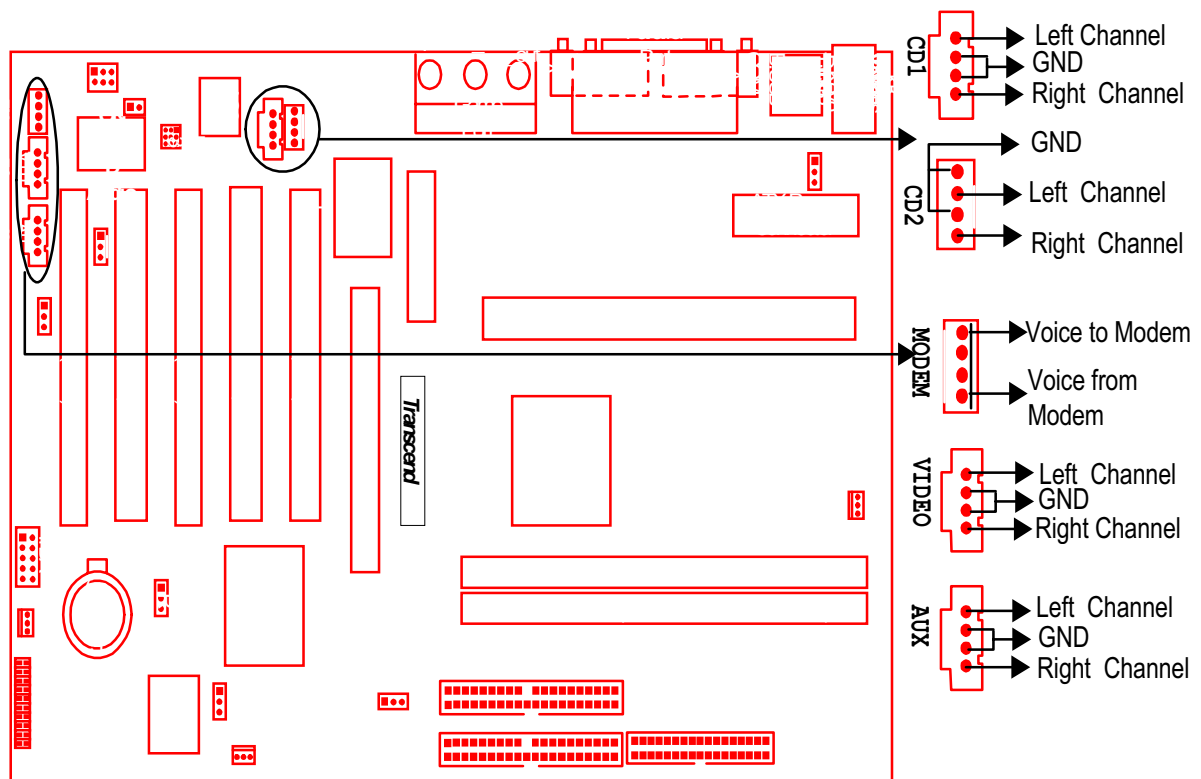 CD1
Left Channel
GND
Right Channel
CD2
GND
Left Channel
Right Channel
MODEM
Voice to Modem
Voice from
Modem
VIDEO
Left Channel
GND
Right Channel
AUX
Left Channel
GND
Right Channel
Transcend